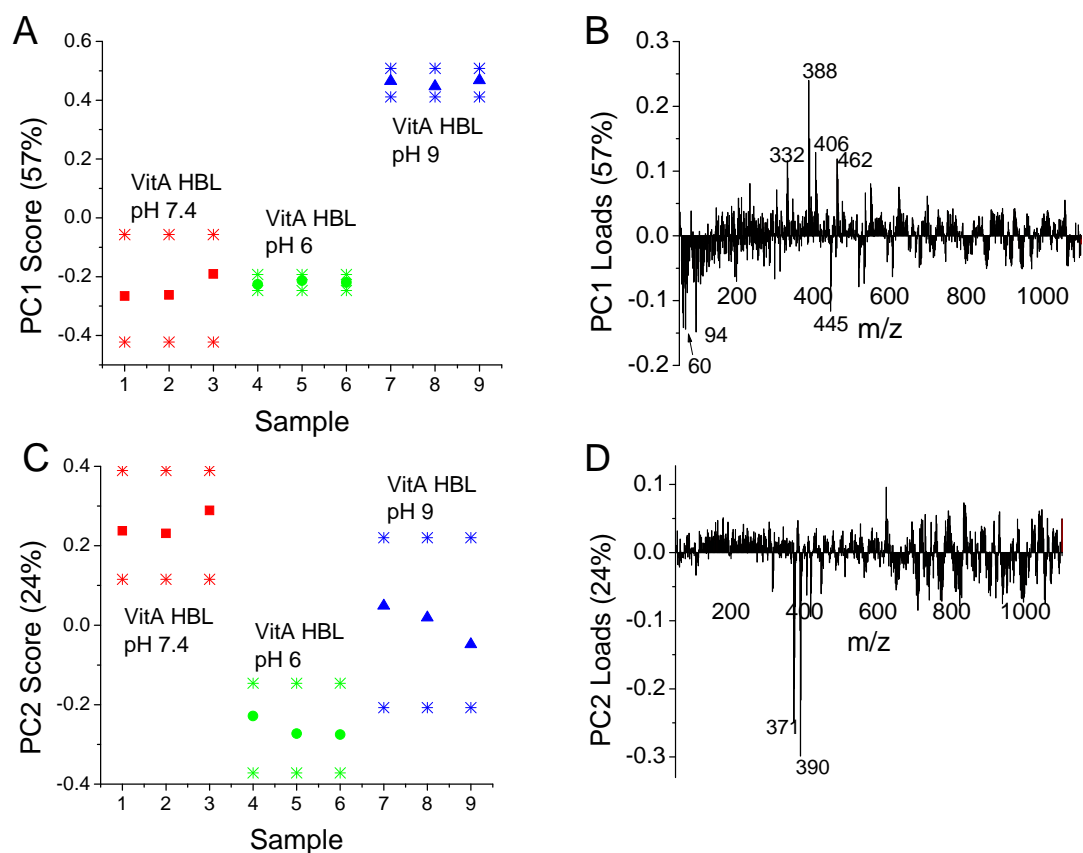 A
PC1 Score (57%)
0.6
0.4
0.2
0.0
-0.2
-0.4
VitA HBL
pH 7.4
VitA HBL
pH 6
VitA HBL
pH 9
1 2 3 4 5 6 7 8 9
Sample
B
PC1 Loads (57%)
0.3
0.2
0.1
0.0
-0.1
-0.2
388
332
406
462
200 400 600 800 1000
m/z
445
94
60
C
PC2 Score (24%)
0.4
0.2
0.0
-0.2
-0.4
VitA HBL
pH 7.4
VitA HBL
pH 6
VitA HBL
pH 9
1 2 3 4 5 6 7 8 9
Sample
D
PC2 Loads (24%)
0.1
0.0
-0.1
-0.2
-0.3
200 400 600 800 1000
m/z
371
390